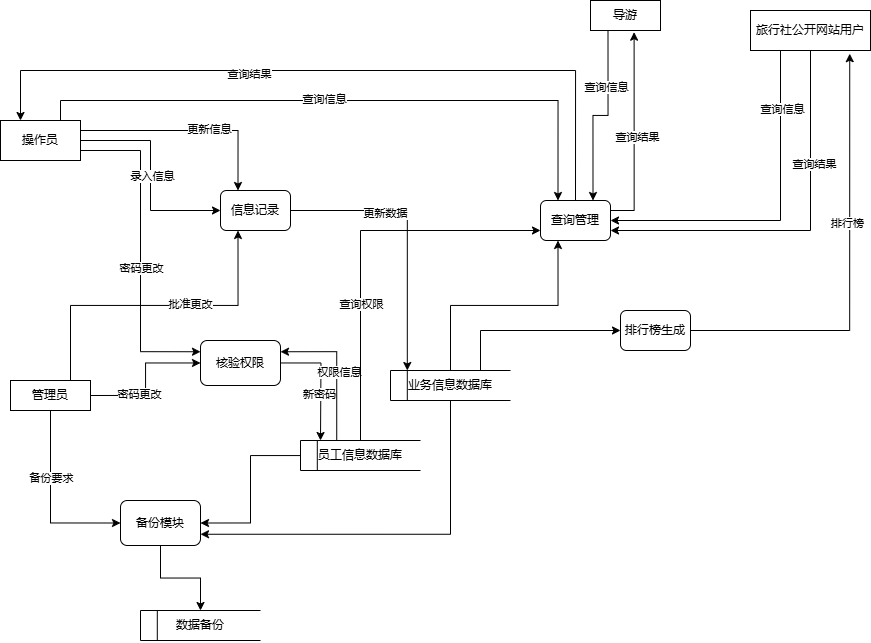 导游
旅行社公开网站用户
查询结果
查询信息
查询信息
查询信息
操作员
更新信息
查询结果
录入信息
查询结果
信息记录
更新数据
查询管理
排行榜
密码更改
批准更改
查询权限
排行榜生成
核验权限
权限信息
业务信息数据库
管理员
密码更改
新密码
员工信息数据库
备份要求
备份模块
数据备份